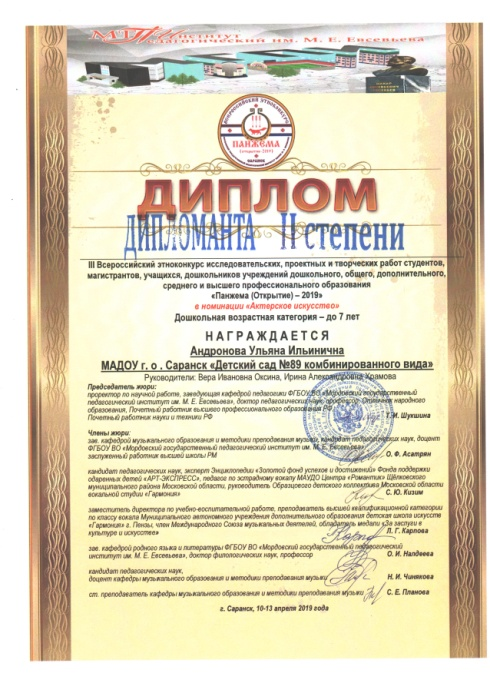 МГПИ
институт
педагогический им. М. Е. Евсевьева
ВСЕРОССИЙСКИЙ ЭТНОКОНКУРС
III
ПАНЖЕМА
Открытие-2019
САРАНСК
ДИПЛОМ
ДИПЛОМАНТА II степени
III Всероссийский этноконкурс исследовательских, проектных и творческих работ студентов,
магистрантов, учащихся, дошкольников учреждений дошкольного, общего, дополнительного,
среднего и высшего профессионального образования
«Панжема (Открытие) – 2019»
в номинации «Актерское искусство»
Дошкольная возрастная категория – до 7 лет
НАГРАЖДАЕТСЯ
Андронова Ульяна Ильинична
МАДОУ г. о . Саранск «Детский сад №89 комбинированного вида»
Руководители: Вера Ивановна Оксина, Ирина Александровна Храмова
Председатель жюри:
проректор по научной работе, заведующая кафедрой педагогики ФГБОУ ВО «Мордовский государственный
педагогический институт им. М. Е. Евсевьева», доктор педагогических наук, профессор, Отличник народного
образования, Почетный работник высшего профессионального образования РФ
Почетный работник науки и техники РФ
Т.И. Шукшина
Члены жюри:
зав. кафедрой музыкального образования и методики преподавания музыки, кандидат педагогических наук, доцент
ФГБОУ ВО «Мордовский государственный педагогический институт им. М. Е. Евсевьева»,
заслуженный работник высшей школы РМ
О. Ф. Асатрян
кандидат педагогических наук, эксперт Энциклопедии «Золотой фонд успехов и достижений» Фонда поддержки
одаренных детей «АРТ-ЭКСПРЕСС», педагог по эстрадному вокалу МАУДО Центра «Романтик» Щёлковского
муниципального района Московской области, руководитель Образцового детского коллектива Московской области
вокальной студии «Гармония»
С. Ю. Кизим
заместитель директора по учебно-воспитательной работе, преподаватель высшей квалификационной категории
по классу вокала Муниципального автономного учреждения дополнительного образования детская школа искусств
«Гармония» г. Пензы, член Международного Союза музыкальных деятелей, обладатель медали «За заслуги в
культуре и искусстве»
Л. Г. Карпова
зав. кафедрой родного языка и литературы ФГБОУ ВО «Мордовский государственный педагогический
институт им. М. Е. Евсевьева», доктор филологических наук, профессор
О. И. Налдеева
кандидат педагогических наук,
доцент кафедры музыкального образования и методики преподавания музыки
Н. И. Чинякова
ст. преподаватель кафедры музыкального образования и методики преподавания музыки
С. Е. Планова
г. Саранск, 10-13 апреля 2019 года